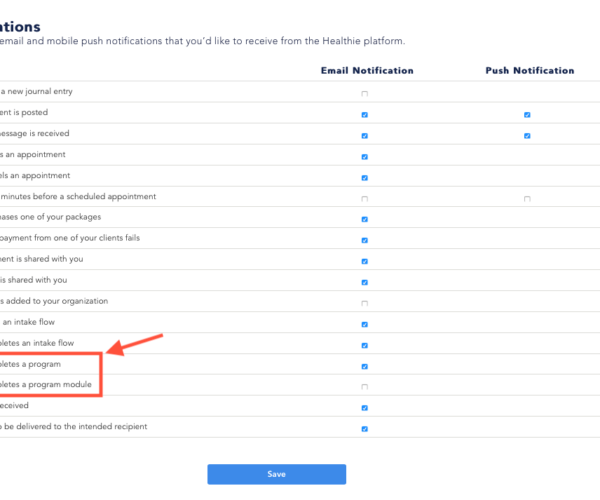 ations
email and mobile push notifications that you'd like to receive from the Healthie platform.
Email Notification Push Notification
a new journal entry
ent is posted
essage is received
s an appointment
els an appointment
minutes before a scheduled appointment
ases one of your packages
payment from one of your clients fails
ment is shared with you
is shared with you
s added to your organization
an intake flow
pletes an intake flow
pletes a program
pletes a program module
eceived
o be delivered to the intended recipient
Save